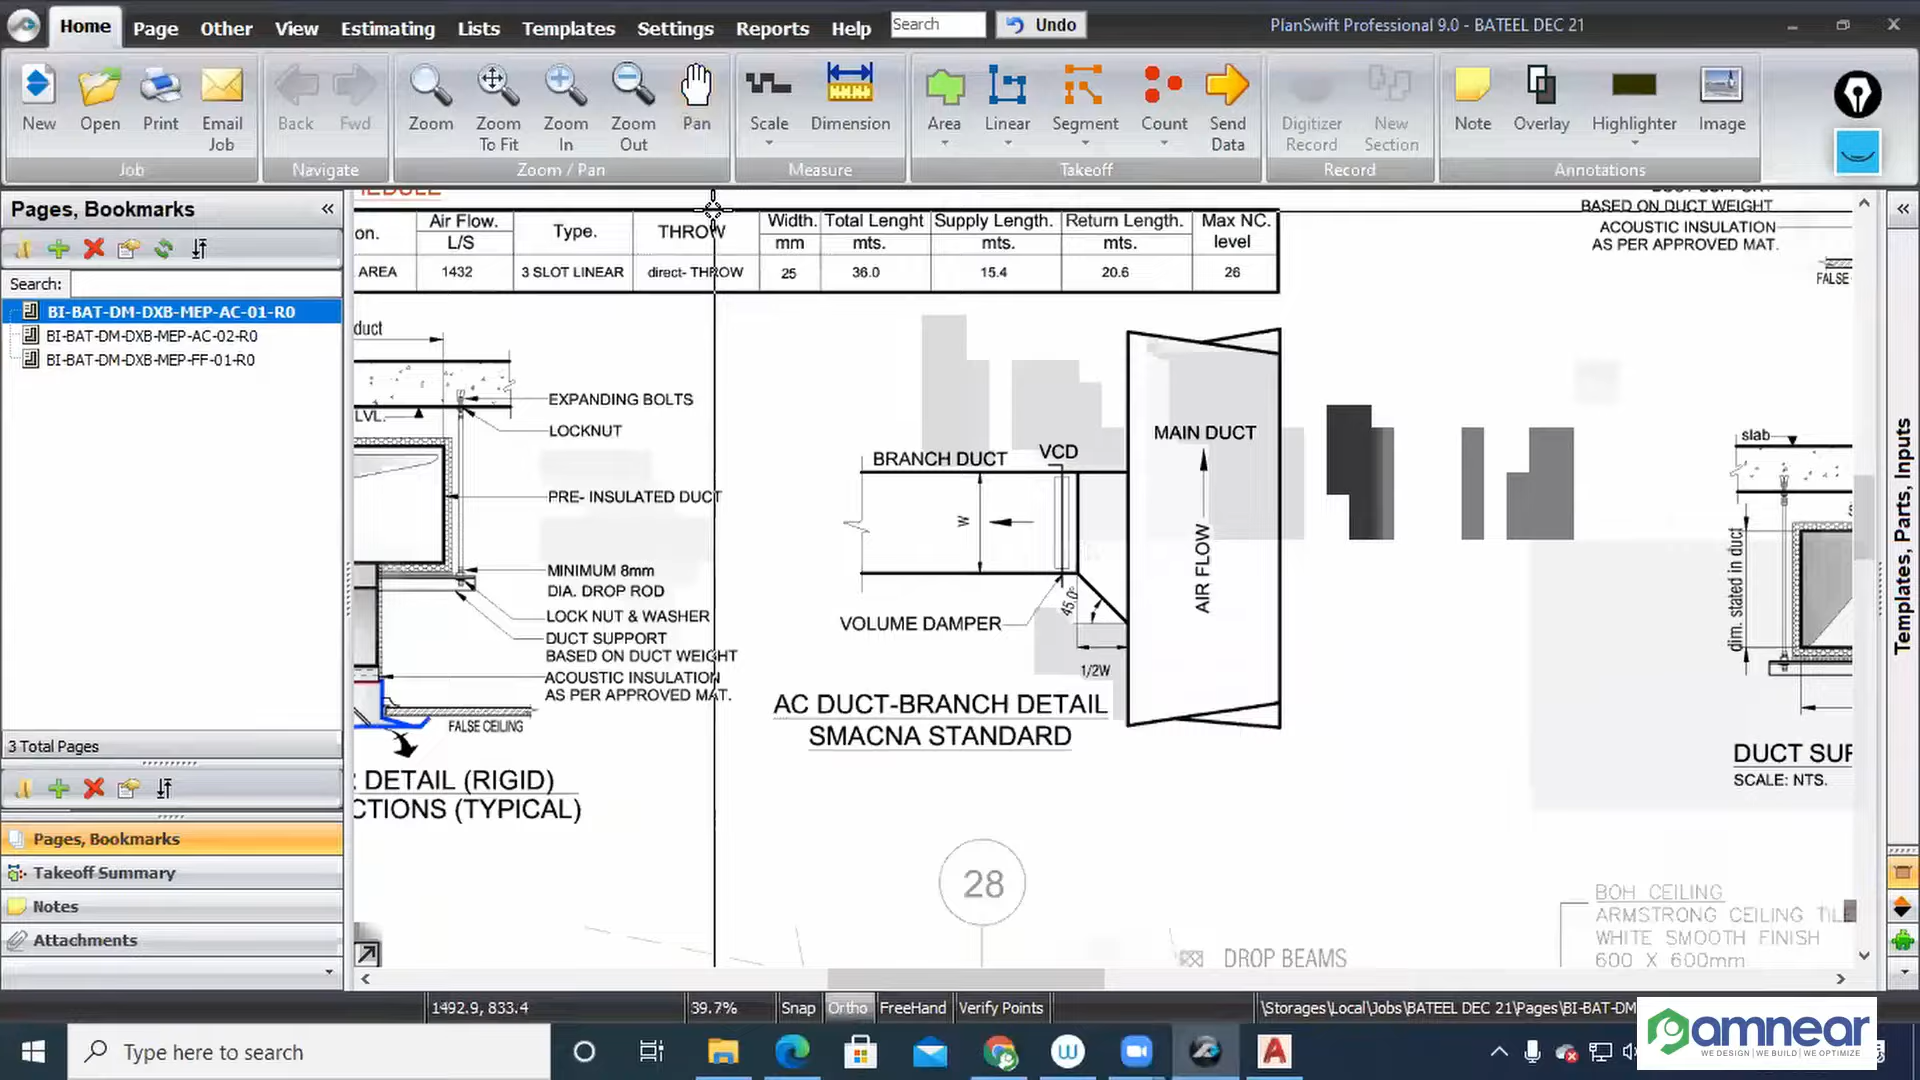 Home Page Other View Estimating Lists Templates Settings Reports Help Search Undo PlanSwift Professional 9.0 - BATEEL DEC 21
New Open Print Email Job Back Fwd Zoom Zoom To Fit Zoom In Zoom Out Pan Scale Dimension Area Linear Segment Count Send Data Digitizer Record New Section Note Overlay Highlighter Image
Job Navigate Zoom / Pan Measure Takeoff Record Annotations
Pages, Bookmarks
Search:
BI-BAT-DM-DXB-MEP-AC-01-R0
BI-BAT-DM-DXB-MEP-AC-02-R0
BI-BAT-DM-DXB-MEP-FF-01-R0
3 Total Pages
Pages, Bookmarks
Takeoff Summary
Notes
Attachments
on. Air Flow. Type. THROW Width. Total Lenght Supply Length. Return Length. Max NC.
L/S mm mts. mts. mts. level
AREA 1432 3 SLOT LINEAR direct- THROW 25 36.0 15.4 20.6 26
BASED ON DUCT WEIGHT
ACOUSTIC INSULATION
AS PER APPROVED MAT.
FALSE
duct
EXPANDING BOLTS
LVL.
LOCKNUT
PRE- INSULATED DUCT
MINIMUM 8mm
DIA. DROP ROD
LOCK NUT & WASHER
DUCT SUPPORT
BASED ON DUCT WEIGHT
ACOUSTIC INSULATION
AS PER APPROVED MAT.
FALSE CEILING
DETAIL (RIGID)
CTIONS (TYPICAL)
MAIN DUCT
BRANCH DUCT VCD
W
AIR FLOW
45.0°
VOLUME DAMPER
1/2W
AC DUCT-BRANCH DETAIL
SMACNA STANDARD
slab
dim. stated in duct
DUCT SUP
SCALE: NTS.
28
DROP BEAMS
BOH CEILING
ARMSTRONG CEILING TILE
WHITE SMOOTH FINISH
600 X 600mm
Templates, Parts, Inputs
1492.9, 833.4 39.7% Snap Ortho FreeHand Verify Points \Storages\Local\Jobs\BATEEL DEC 21\Pages\BI-BAT-DM
Type here to search
amnear
WE DESIGN | WE BUILD | WE OPTIMIZE